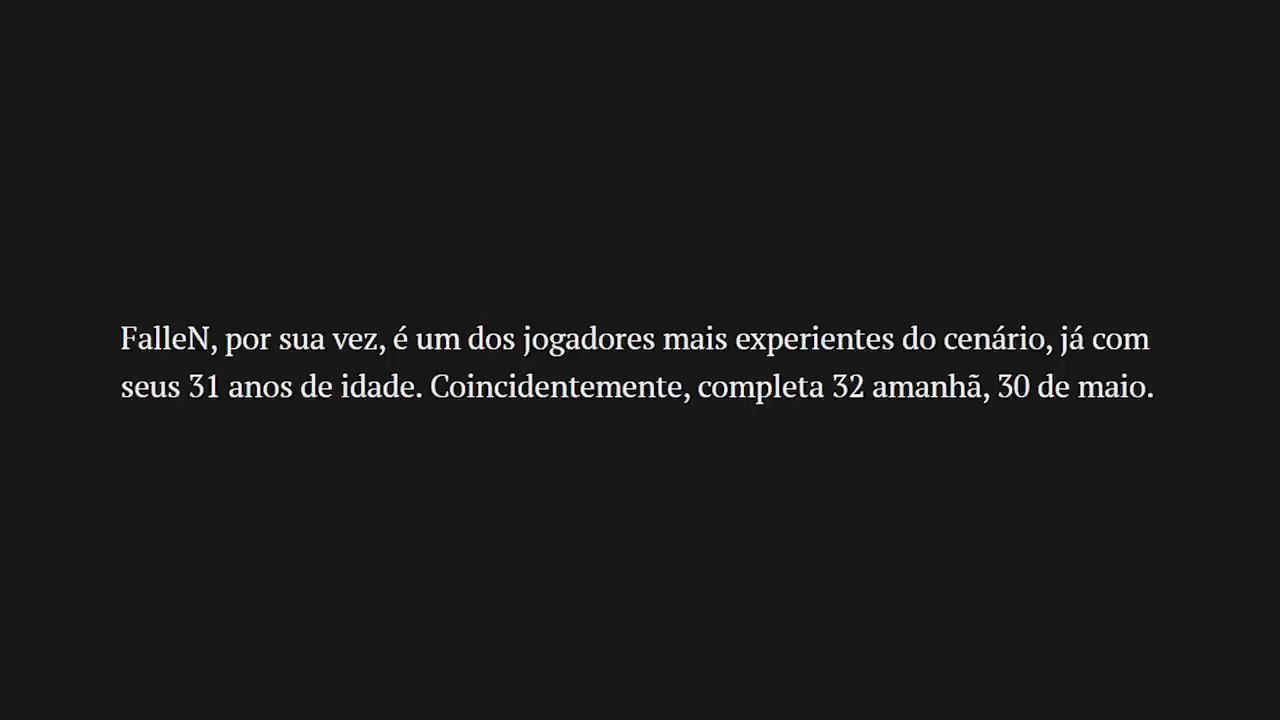 FalleN, por sua vez, é um dos jogadores mais experientes do cenário, já com
seus 31 anos de idade. Coincidentemente, completa 32 amanhã, 30 de maio.